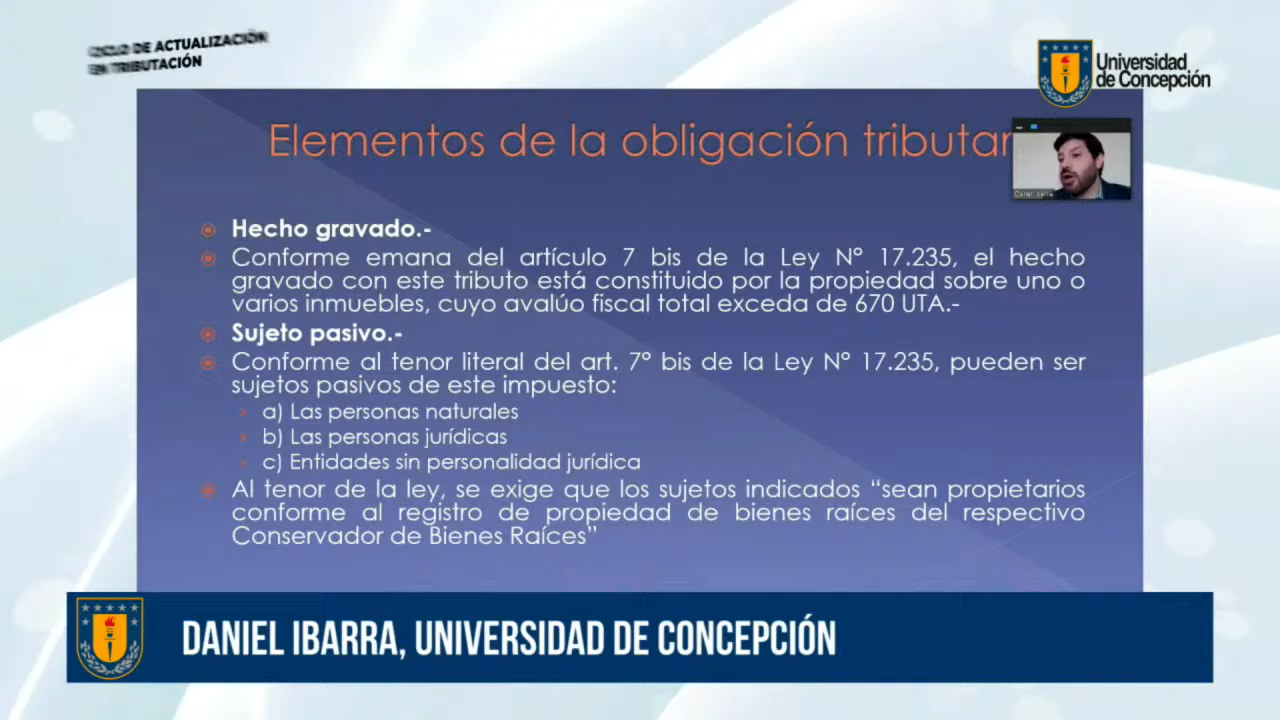 CICLO DE ACTUALIZACIÓN
EN TRIBUTACIÓN
Universidad
de Concepción
Elementos de la obligación tributar
Daniel Ibarra
Hecho gravado.-
Conforme emana del artículo 7 bis de la Ley N° 17.235, el hecho
gravado con este tributo está constituido por la propiedad sobre uno o
varios inmuebles, cuyo avalúo fiscal total exceda de 670 UTA.-
Sujeto pasivo.-
Conforme al tenor literal del art. 7° bis de la Ley N° 17.235, pueden ser
sujetos pasivos de este impuesto:
a) Las personas naturales
b) Las personas jurídicas
c) Entidades sin personalidad jurídica
Al tenor de la ley, se exige que los sujetos indicados “sean propietarios
conforme al registro de propiedad de bienes raíces del respectivo
Conservador de Bienes Raíces”
DANIEL IBARRA, UNIVERSIDAD DE CONCEPCIÓN